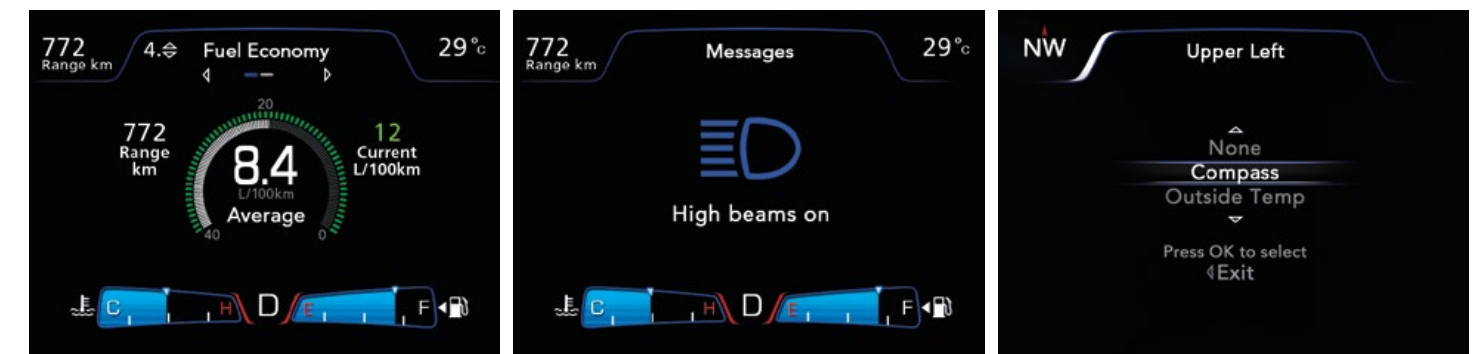 772
Range km
4.
Fuel Economy
29°c
20
772
Range
km
8.4
L/100km
Average
12
Current
L/100km
40
0
C
H
D
E
F
772
Range km
Messages
29°c
High beams on
C
H
D
E
F
NW
Upper Left
None
Compass
Outside Temp
Press OK to select
Exit